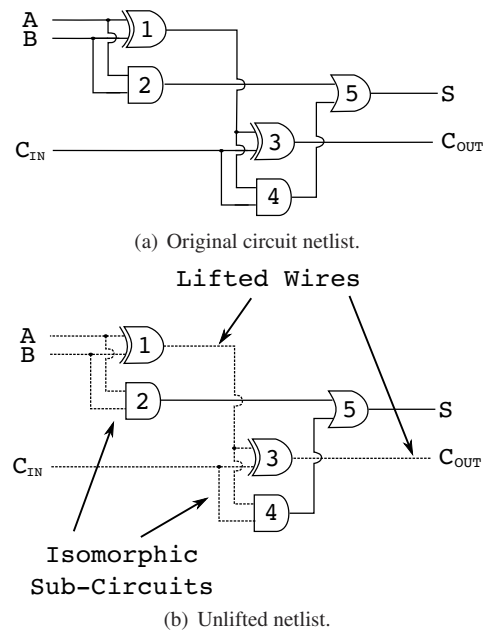 A
B
1
2
5
S
C_IN
3
C_OUT
4
(a) Original circuit netlist.
Lifted Wires
A
B
1
2
5
S
C_IN
3
C_OUT
4
Isomorphic
Sub-Circuits
(b) Unlifted netlist.